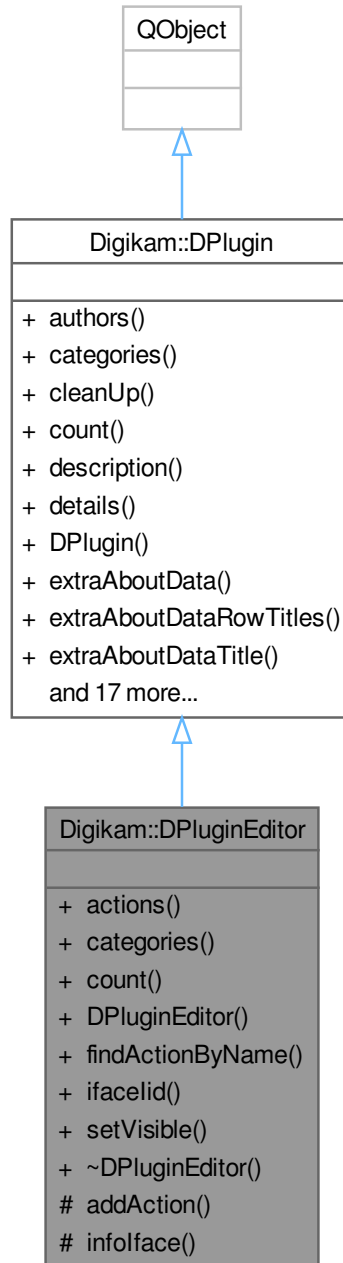 QObject
Digikam::DPlugin
+ authors()
+ categories()
+ cleanUp()
+ count()
+ description()
+ details()
+ DPlugin()
+ extraAboutData()
+ extraAboutDataRowTitles()
+ extraAboutDataTitle()
and 17 more...
Digikam::DPluginEditor
+ actions()
+ categories()
+ count()
+ DPluginEditor()
+ findActionByName()
+ ifaceIid()
+ setVisible()
+ ~DPluginEditor()
# addAction()
# infoIface()